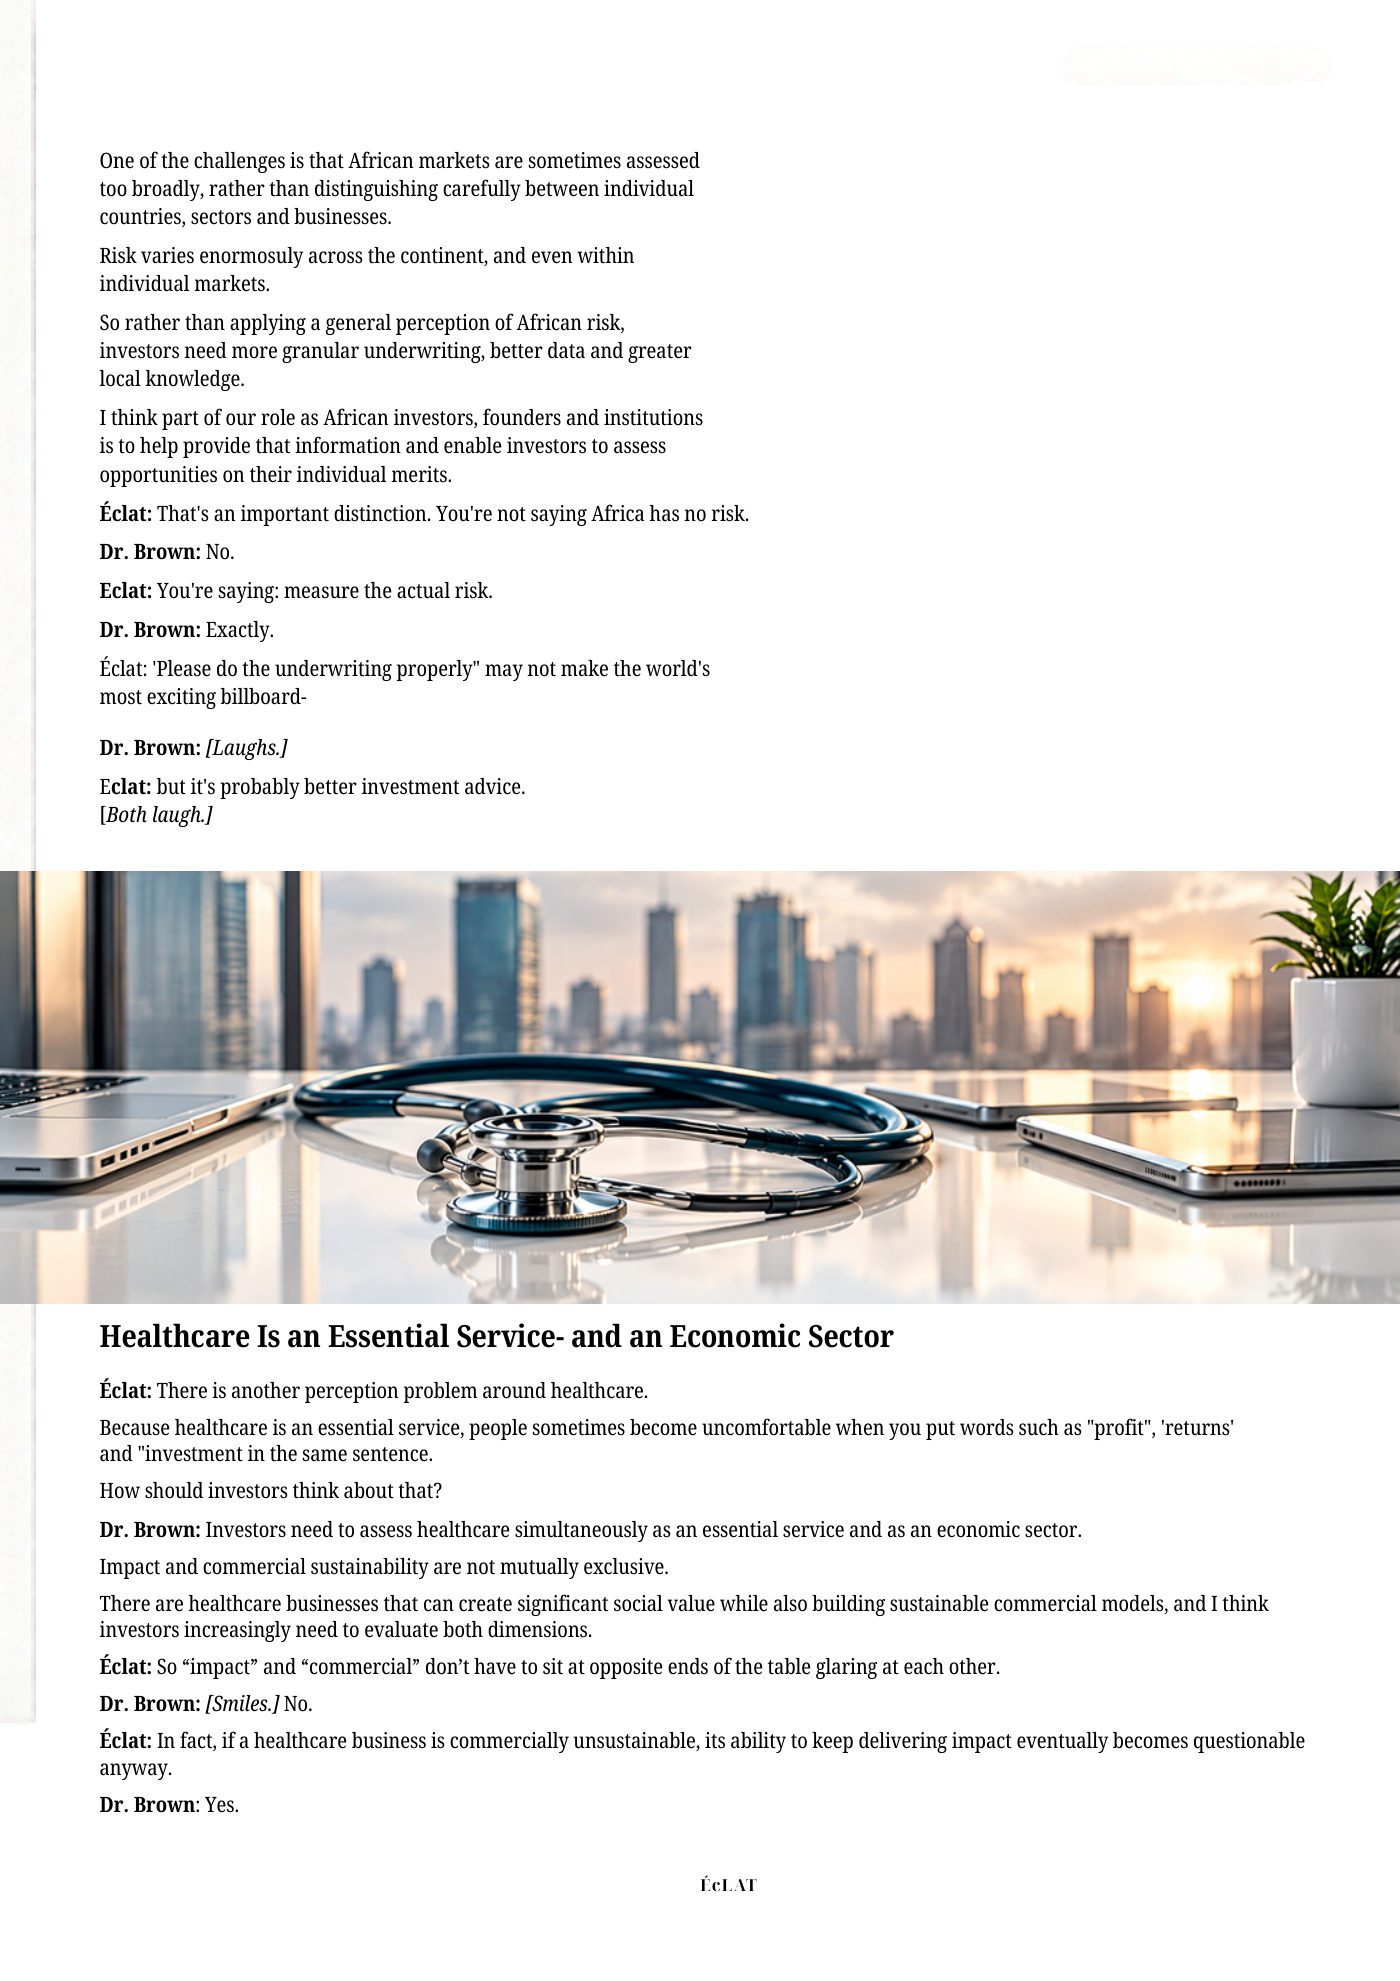 One of the challenges is that African markets are sometimes assessed
too broadly, rather than distinguishing carefully between individual
countries, sectors and businesses.
Risk varies enormosuly across the continent, and even within
individual markets.
So rather than applying a general perception of African risk,
investors need more granular underwriting, better data and greater
local knowledge.
I think part of our role as African investors, founders and institutions
is to help provide that information and enable investors to assess
opportunities on their individual merits.
Éclat: That's an important distinction. You're not saying Africa has no risk.
Dr. Brown: No.
Eclat: You're saying: measure the actual risk.
Dr. Brown: Exactly.
Éclat: 'Please do the underwriting properly" may not make the world's
most exciting billboard-
Dr. Brown: [Laughs.]
Eclat: but it's probably better investment advice.
[Both laugh.]
Healthcare Is an Essential Service- and an Economic Sector
Éclat: There is another perception problem around healthcare.
Because healthcare is an essential service, people sometimes become uncomfortable when you put words such as "profit", 'returns'
and "investment in the same sentence.
How should investors think about that?
Dr. Brown: Investors need to assess healthcare simultaneously as an essential service and as an economic sector.
Impact and commercial sustainability are not mutually exclusive.
There are healthcare businesses that can create significant social value while also building sustainable commercial models, and I think
investors increasingly need to evaluate both dimensions.
Éclat: So “impact” and “commercial” don’t have to sit at opposite ends of the table glaring at each other.
Dr. Brown: [Smiles.] No.
Éclat: In fact, if a healthcare business is commercially unsustainable, its ability to keep delivering impact eventually becomes questionable
anyway.
Dr. Brown: Yes.
ÉcLAT